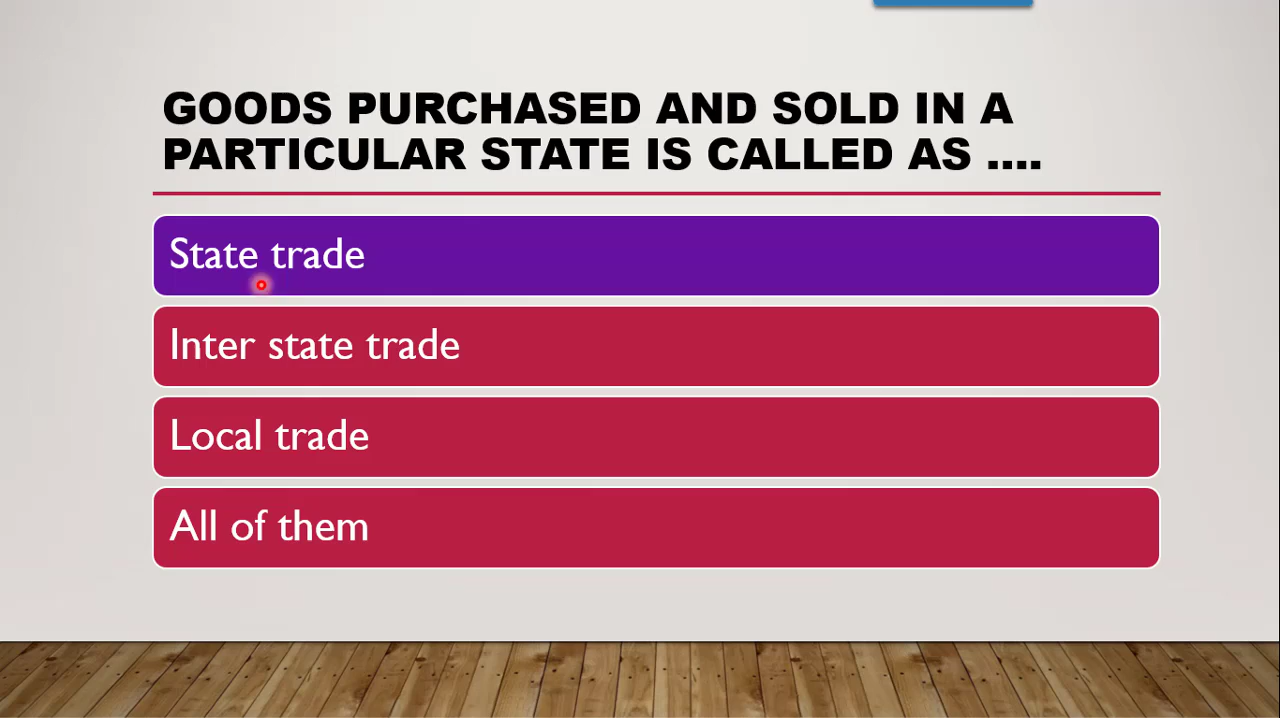 GOODS PURCHASED AND SOLD IN A
PARTICULAR STATE IS CALLED AS ....
State trade
Inter state trade
Local trade
All of them